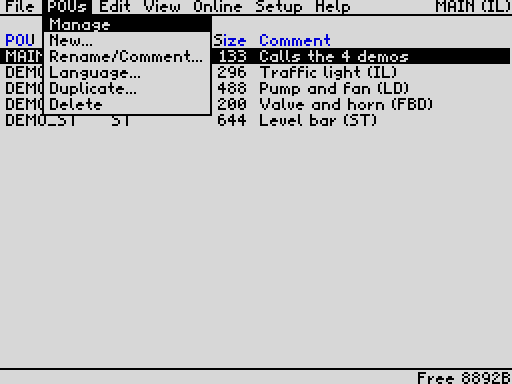 File POUs Edit View Online Setup Help MAIN (IL)
Manage
POU New... Size Comment
MAIN Rename/Comment... 133 Calls the 4 demos
DEMO Language... 296 Traffic light (IL)
DEMO Duplicate... 488 Pump and fan (LD)
DEMO Delete 200 Valve and horn (FBD)
DEMO_ST ST 644 Level bar (ST)
Free 8892B